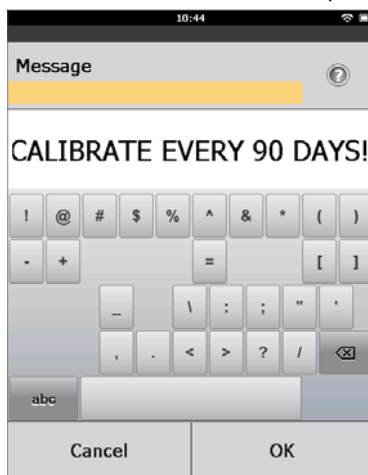 10:44
Message
?
CALIBRATE EVERY 90 DAYS!
! @ # $ % ^ & * ( )
- + = [ ]
_ \ : ; " '
, . < > ? /
abc
Cancel OK